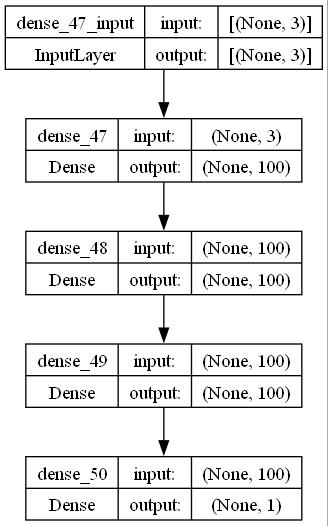 dense_47_input input: [(None, 3)]
InputLayer output: [(None, 3)]
dense_47 input: (None, 3)
Dense output: (None, 100)
dense_48 input: (None, 100)
Dense output: (None, 100)
dense_49 input: (None, 100)
Dense output: (None, 100)
dense_50 input: (None, 100)
Dense output: (None, 1)